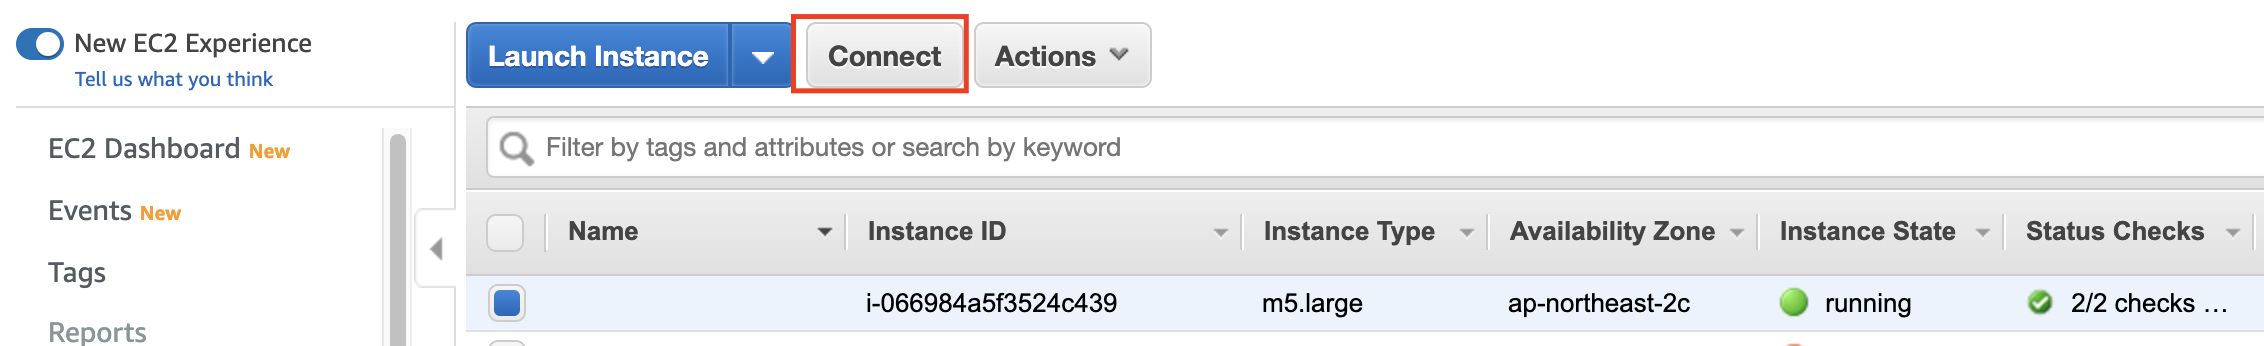 New EC2 Experience
Tell us what you think
EC2 Dashboard New
Events New
Tags
Reports
Launch Instance Connect Actions
Filter by tags and attributes or search by keyword
Name Instance ID Instance Type Availability Zone Instance State Status Checks
i-066984a5f3524c439 m5.large ap-northeast-2c running 2/2 checks ...